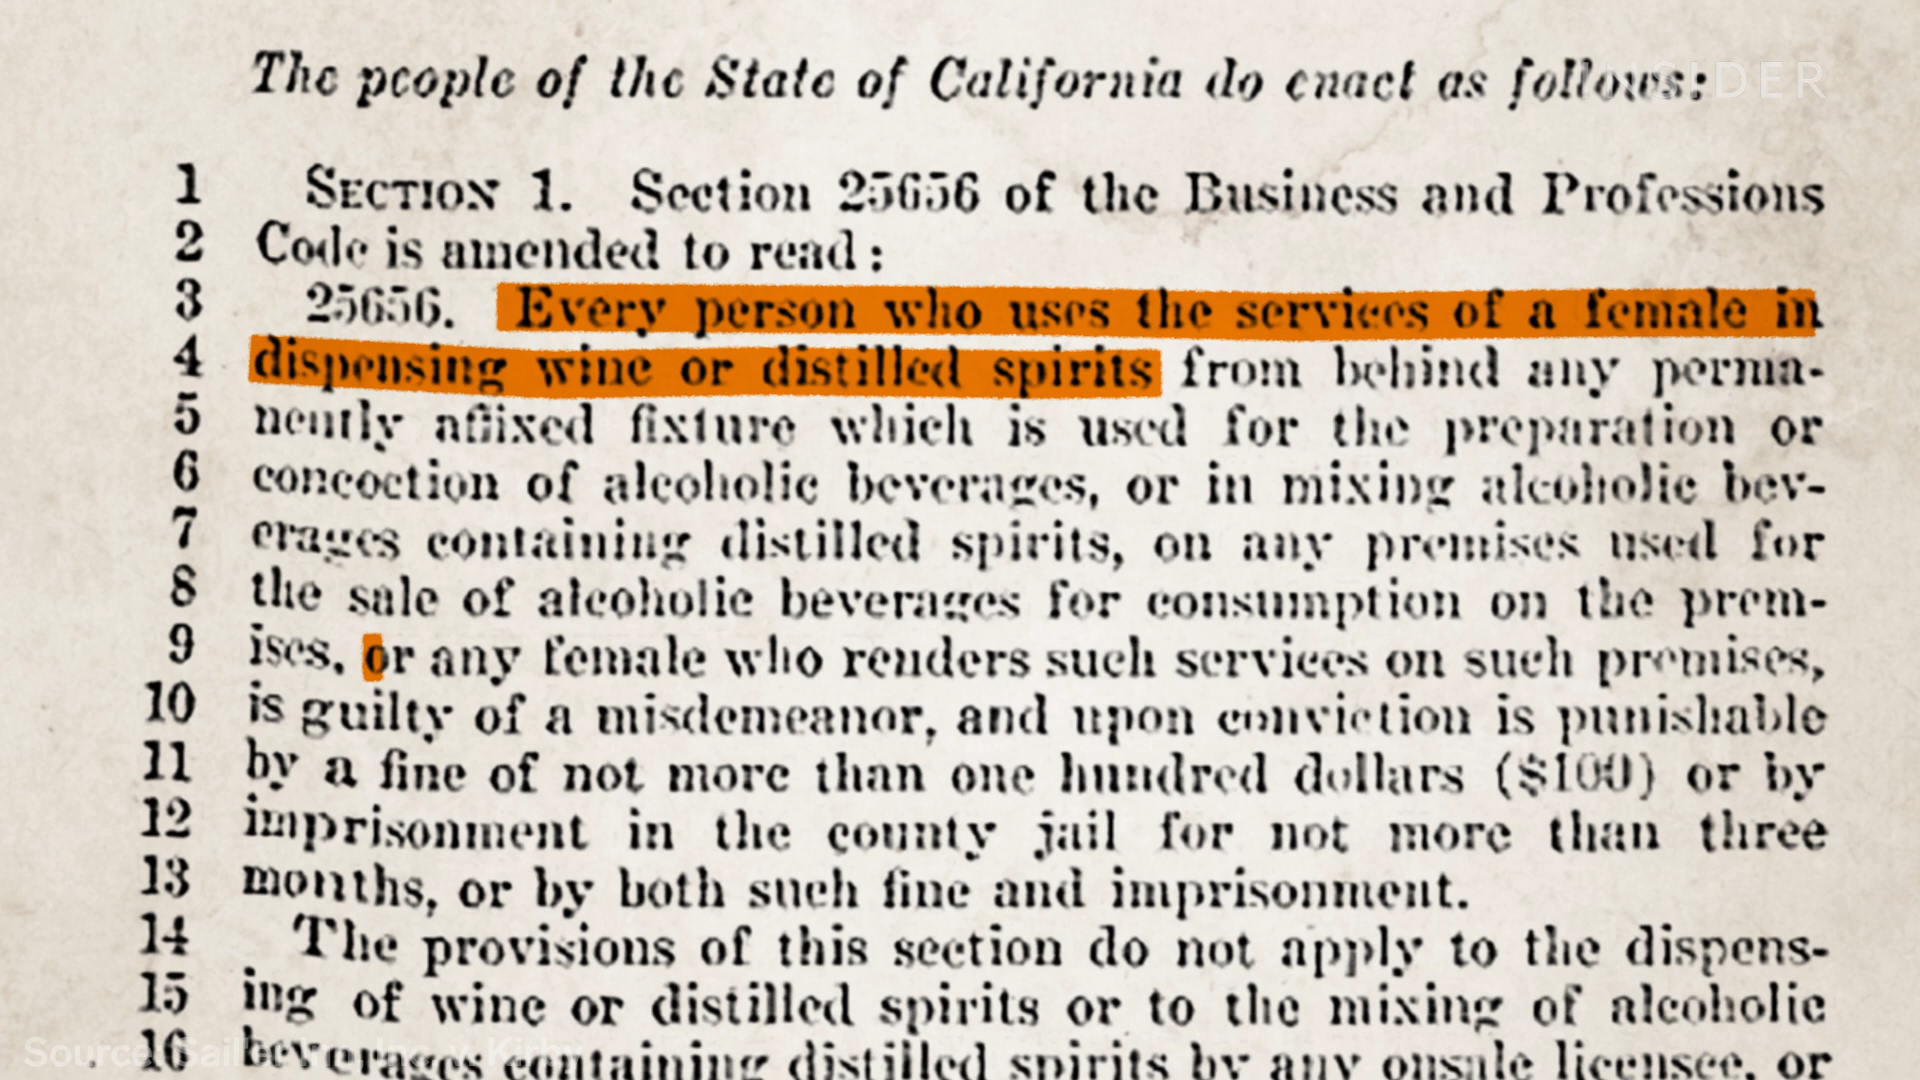 The people of the State of California do enact as follows:
INSIDER
1 SECTION 1. Section 25656 of the Business and Professions
2 Code is amended to read:
3 25656. Every person who uses the services of a female in
4 dispensing wine or distilled spirits from behind any perma-
5 nently affixed fixture which is used for the preparation or
6 concoction of alcoholic beverages, or in mixing alcoholic bev-
7 erages containing distilled spirits, on any premises used for
8 the sale of alcoholic beverages for consumption on the prem-
9 ises, or any female who renders such services on such premises,
10 is guilty of a misdemeanor, and upon conviction is punishable
11 by a fine of not more than one hundred dollars ($100) or by
12 imprisonment in the county jail for not more than three
13 months, or by both such fine and imprisonment.
14 The provisions of this section do not apply to the dispens-
15 ing of wine or distilled spirits or to the mixing of alcoholic
16 beverages containing distilled spirits by any onsale licensee, or
Source: Sail'er Inn, Inc. v. Kirby